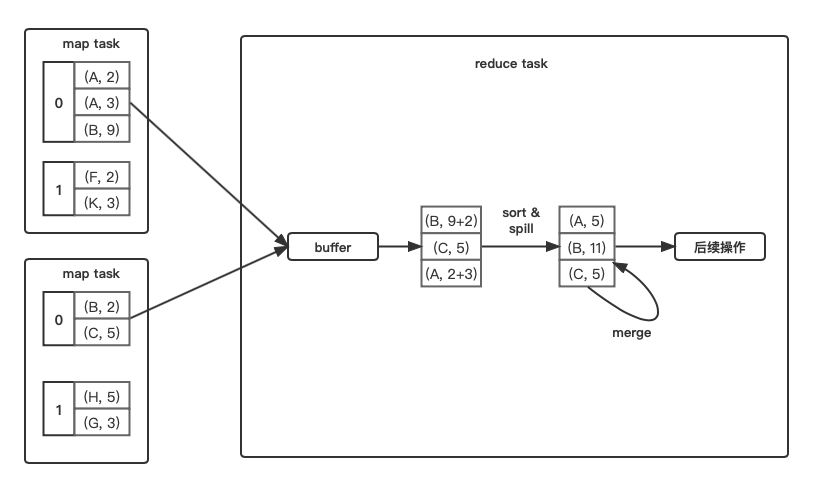 map task
0
(A, 2)
(A, 3)
(B, 9)
1
(F, 2)
(K, 3)
map task
0
(B, 2)
(C, 5)
1
(H, 5)
(G, 3)
reduce task
buffer
(B, 9+2)
(C, 5)
(A, 2+3)
sort &
spill
(A, 5)
(B, 11)
(C, 5)
merge
后续操作